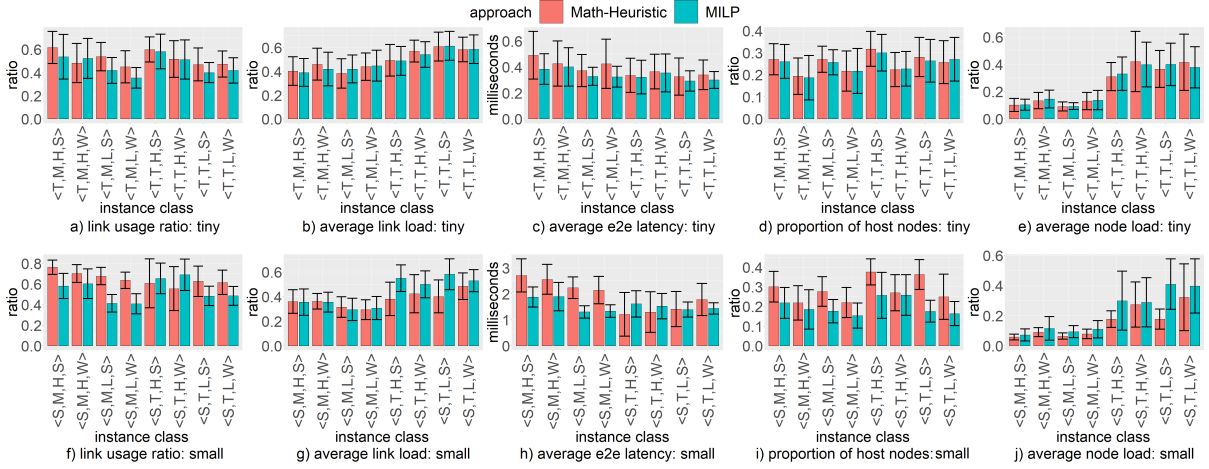 approach Math-Heuristic MILP
ratio
0.6
0.4
0.2
0.0
<T,M,H,S>
<T,M,H,W>
<T,M,L,S>
<T,M,L,W>
<T,T,H,S>
<T,T,H,W>
<T,T,L,S>
<T,T,L,W>
instance class
a) link usage ratio: tiny
ratio
0.6
0.4
0.2
0.0
<T,M,H,S>
<T,M,H,W>
<T,M,L,S>
<T,M,L,W>
<T,T,H,S>
<T,T,H,W>
<T,T,L,S>
<T,T,L,W>
instance class
b) average link load: tiny
milliseconds
0.6
0.4
0.2
0.0
<T,M,H,S>
<T,M,H,W>
<T,M,L,S>
<T,M,L,W>
<T,T,H,S>
<T,T,H,W>
<T,T,L,S>
<T,T,L,W>
instance class
c) average e2e latency: tiny
ratio
0.4
0.3
0.2
0.1
0.0
<T,M,H,S>
<T,M,H,W>
<T,M,L,S>
<T,M,L,W>
<T,T,H,S>
<T,T,H,W>
<T,T,L,S>
<T,T,L,W>
instance class
d) proportion of host nodes: tiny
ratio
0.6
0.4
0.2
0.0
<T,M,H,S>
<T,M,H,W>
<T,M,L,S>
<T,M,L,W>
<T,T,H,S>
<T,T,H,W>
<T,T,L,S>
<T,T,L,W>
instance class
e) average node load: tiny
ratio
0.8
0.6
0.4
0.2
0.0
<S,M,H,S>
<S,M,H,W>
<S,M,L,S>
<S,M,L,W>
<S,T,H,S>
<S,T,H,W>
<S,T,L,S>
<S,T,L,W>
instance class
f) link usage ratio: small
ratio
0.6
0.4
0.2
0.0
<S,M,H,S>
<S,M,H,W>
<S,M,L,S>
<S,M,L,W>
<S,T,H,S>
<S,T,H,W>
<S,T,L,S>
<S,T,L,W>
instance class
g) average link load: small
milliseconds
3
2
1
0
<S,M,H,S>
<S,M,H,W>
<S,M,L,S>
<S,M,L,W>
<S,T,H,S>
<S,T,H,W>
<S,T,L,S>
<S,T,L,W>
instance class
h) average e2e latency: small
ratio
0.4
0.3
0.2
0.1
0.0
<S,M,H,S>
<S,M,H,W>
<S,M,L,S>
<S,M,L,W>
<S,T,H,S>
<S,T,H,W>
<S,T,L,S>
<S,T,L,W>
instance class
i) proportion of host nodes:small
ratio
0.6
0.4
0.2
0.0
<S,M,H,S>
<S,M,H,W>
<S,M,L,S>
<S,M,L,W>
<S,T,H,S>
<S,T,H,W>
<S,T,L,S>
<S,T,L,W>
instance class
j) average node load: small